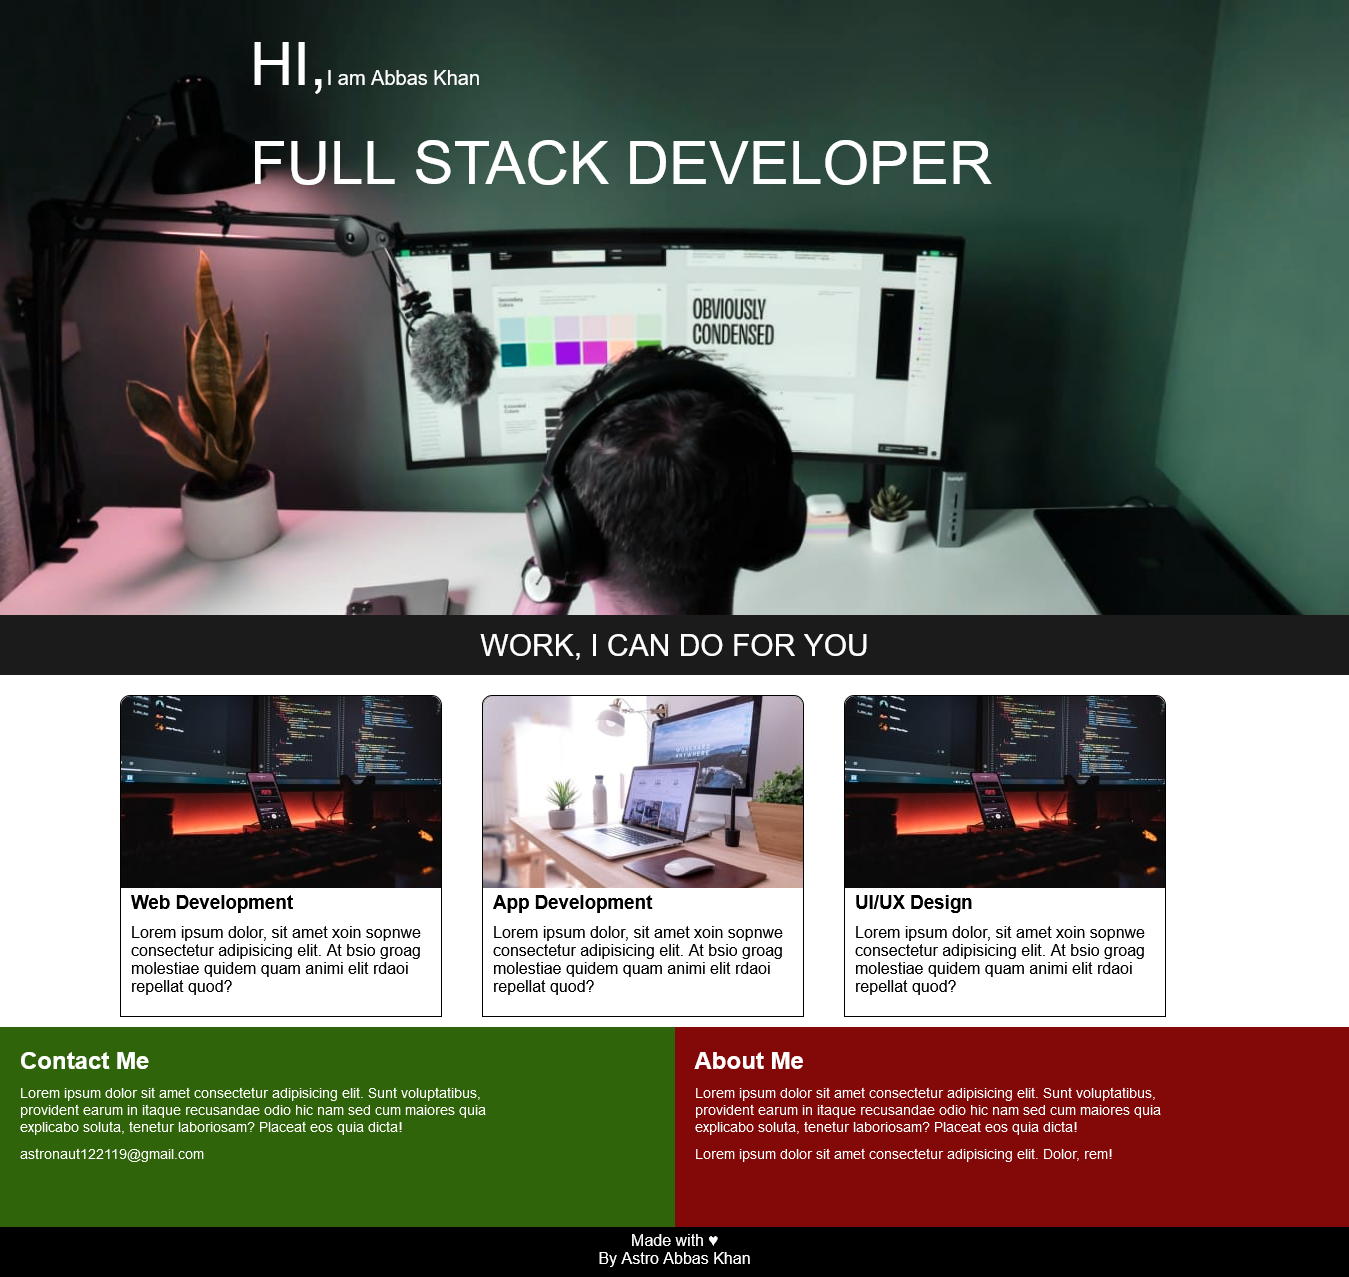 HI, I am Abbas Khan
FULL STACK DEVELOPER
OBVIOUSLY
CONDENSED
WORK, I CAN DO FOR YOU
Web Development
Lorem ipsum dolor, sit amet xoin sopnwe
consectetur adipisicing elit. At bsio groag
molestiae quidem quam animi elit rdaoi
repellat quod?
App Development
Lorem ipsum dolor, sit amet xoin sopnwe
consectetur adipisicing elit. At bsio groag
molestiae quidem quam animi elit rdaoi
repellat quod?
UI/UX Design
Lorem ipsum dolor, sit amet xoin sopnwe
consectetur adipisicing elit. At bsio groag
molestiae quidem quam animi elit rdaoi
repellat quod?
Contact Me
Lorem ipsum dolor sit amet consectetur adipisicing elit. Sunt voluptatibus,
provident earum in itaque recusandae odio hic nam sed cum maiores quia
explicabo soluta, tenetur laboriosam? Placeat eos quia dicta!
astronaut122119@gmail.com
About Me
Lorem ipsum dolor sit amet consectetur adipisicing elit. Sunt voluptatibus,
provident earum in itaque recusandae odio hic nam sed cum maiores quia
explicabo soluta, tenetur laboriosam? Placeat eos quia dicta!
Lorem ipsum dolor sit amet consectetur adipisicing elit. Dolor, rem!
Made with ♥
By Astro Abbas Khan